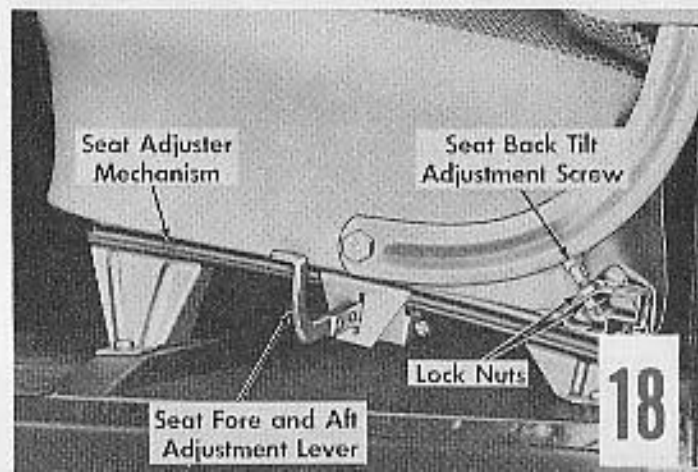 Seat Adjuster
Mechanism
Seat Back Tilt
Adjustment Screw
Lock Nuts
Seat Fore and Aft
Adjustment Lever
18